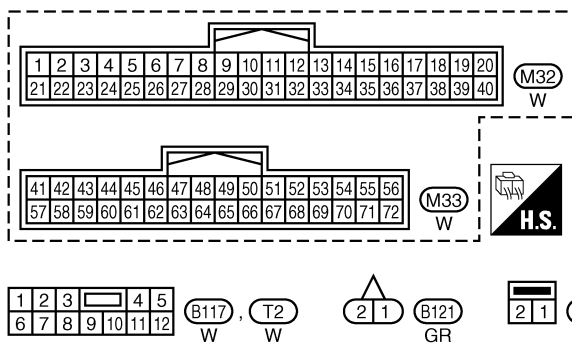 1 2 3 4 5 6 7 8 9 10 11 12 13 14 15 16 17 18 19 20
21 22 23 24 25 26 27 28 29 30 31 32 33 34 35 36 37 38 39 40
M32
W
41 42 43 44 45 46 47 48 49 50 51 52 53 54 55 56
57 58 59 60 61 62 63 64 65 66 67 68 69 70 71 72
M33
W
H.S.
1 2 3 4 5
6 7 8 9 10 11 12
B117 , T2
W W
2 1
B121
GR
2 1